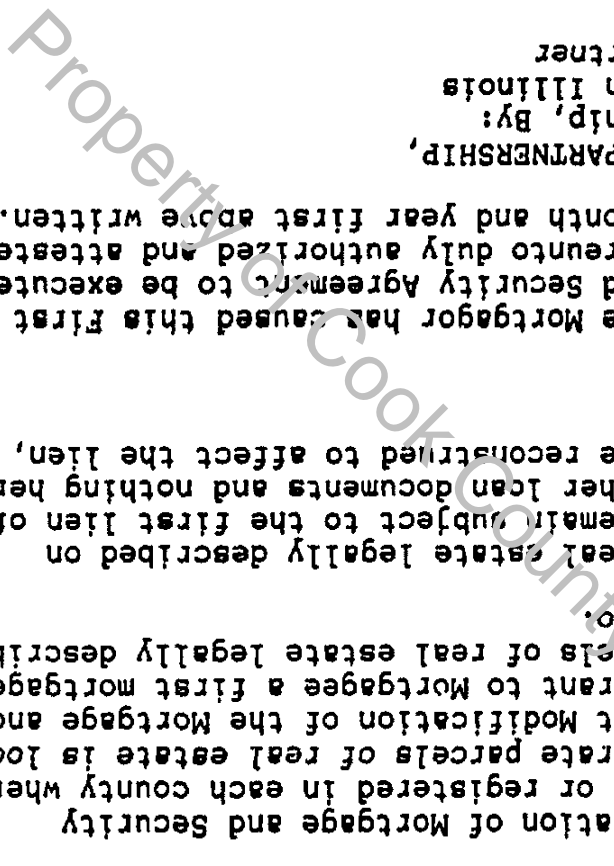 ation of Mortgage and Security
or registered in each county whe
rate parcels of real estate is loc
t Modification of the Mortgage and
rant to Mortgagee a first mortgage
els of real estate legally describ
o.
eal estate legally described on
emain subject to the first lien of
her loan documents and nothing her
e reconstrued to affect the lien,
e Mortgagor has caused this First
d Security Agreement to be execute
reunto duly authorized and atteste
onth and year first above written.
PARTNERSHIP,
hip, By:
n Illinois
rtner
Property of Cook County